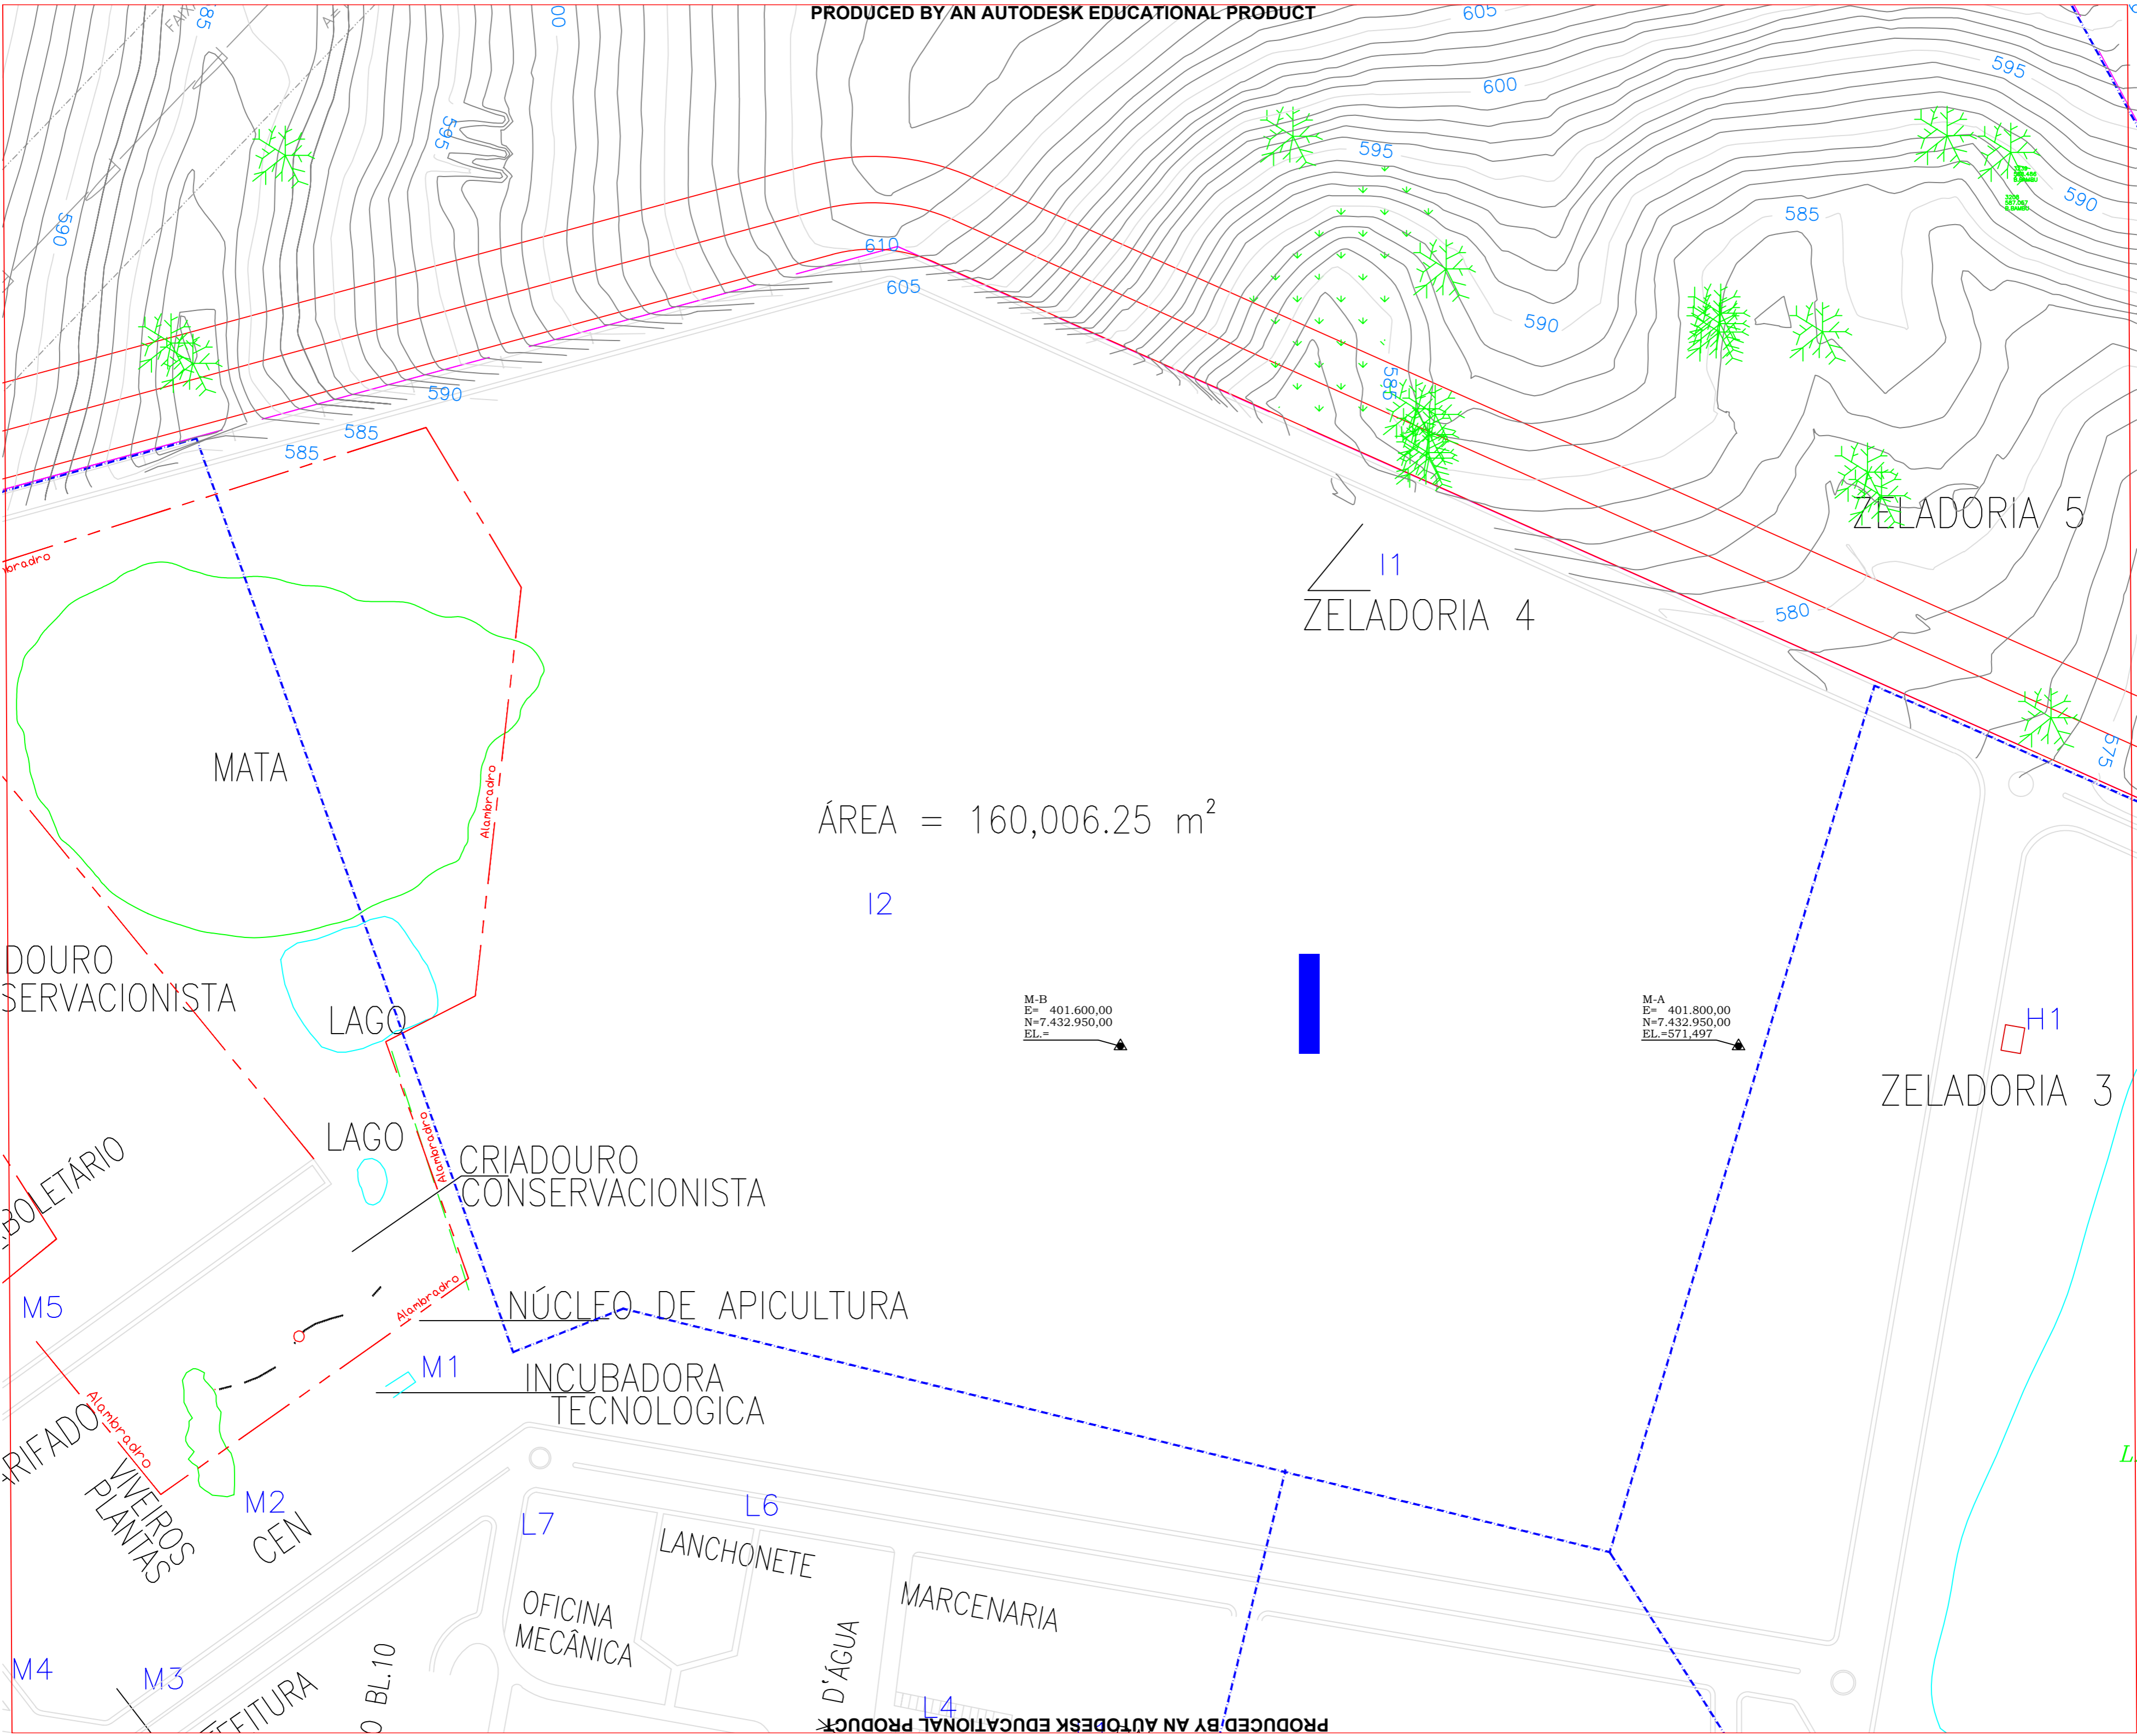 PRODUCED BY AN AUTODESK EDUCATIONAL PRODUCT
85
00
605
595
600
595
595
590
585
590
610
605
590
585
590
585
585
ZELADORIA 5
I1
ZELADORIA 4
580
575
Alambradro
MATA
ÁREA = 160,006.25 m²
I2
DOURO
SERVACIONISTA
LAGO
M-B
E= 401.600,00
N=7.432.950,00
EL.=
M-A
E= 401.800,00
N=7.432.950,00
EL.=571,497
H1
ZELADORIA 3
LAGO
Alambradro
CRIADOURO
CONSERVACIONISTA
BOLETÁRIO
NÚCLEO DE APICULTURA
Alambradro
M5
M1
INCUBADORA
TECNOLOGICA
Alambradro
ARIFADO
VIVEIROS
PLANTAS
M2
CEN
L7
L6
LANCHONETE
MARCENARIA
OFICINA
MECÂNICA
D'ÁGUA
BL.10
M4
M3
EFEITURA
L4
PRODUCED BY AN AUTODESK EDUCATIONAL PRODUCT